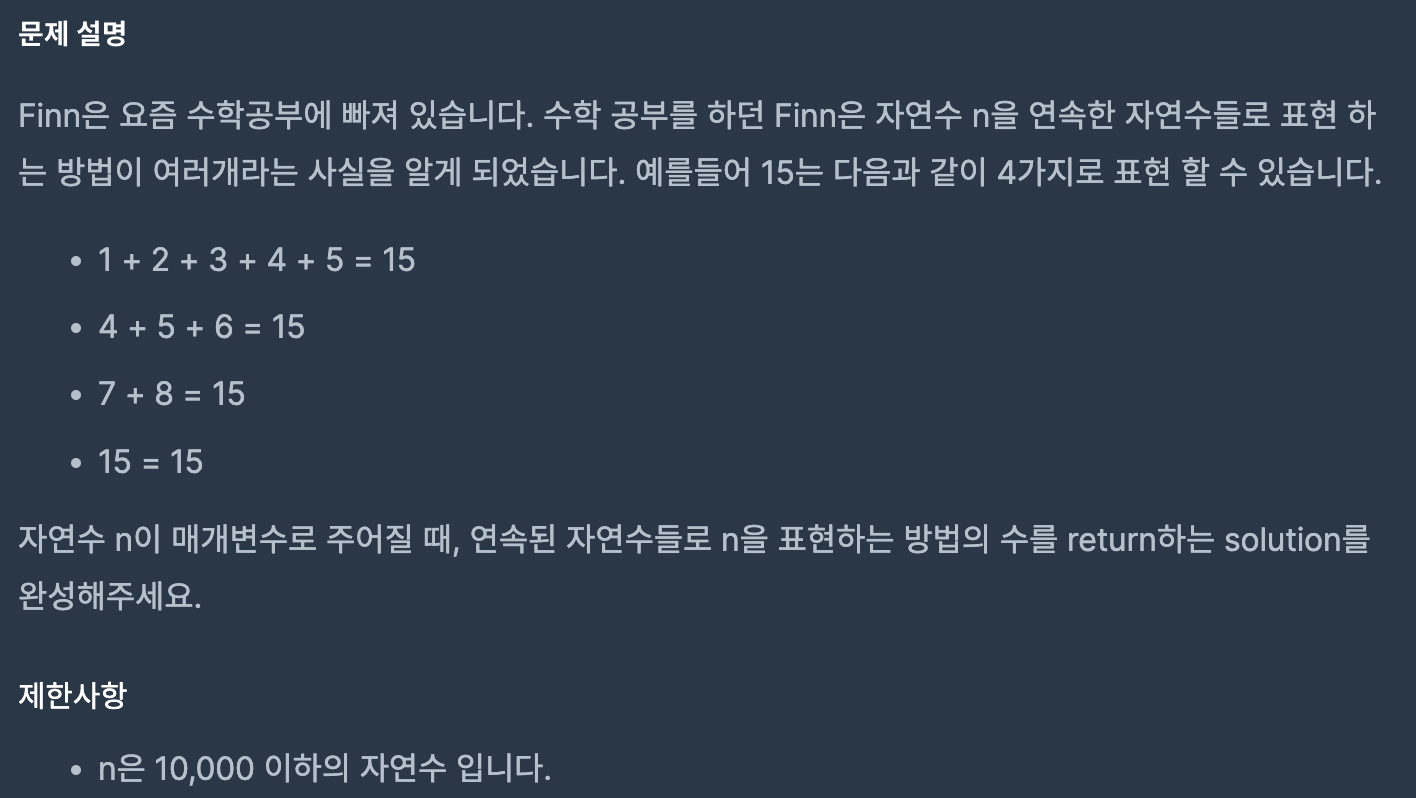 문제 설명
Finn은 요즘 수학공부에 빠져 있습니다. 수학 공부를 하던 Finn은 자연수 n을 연속한 자연수들로 표현 하
는 방법이 여러개라는 사실을 알게 되었습니다. 예를들어 15는 다음과 같이 4가지로 표현 할 수 있습니다.
• 1 + 2 + 3 + 4 + 5 = 15
• 4 + 5 + 6 = 15
• 7 + 8 = 15
• 15 = 15
자연수 n이 매개변수로 주어질 때, 연속된 자연수들로 n을 표현하는 방법의 수를 return하는 solution를
완성해주세요.
제한사항
• n은 10,000 이하의 자연수 입니다.